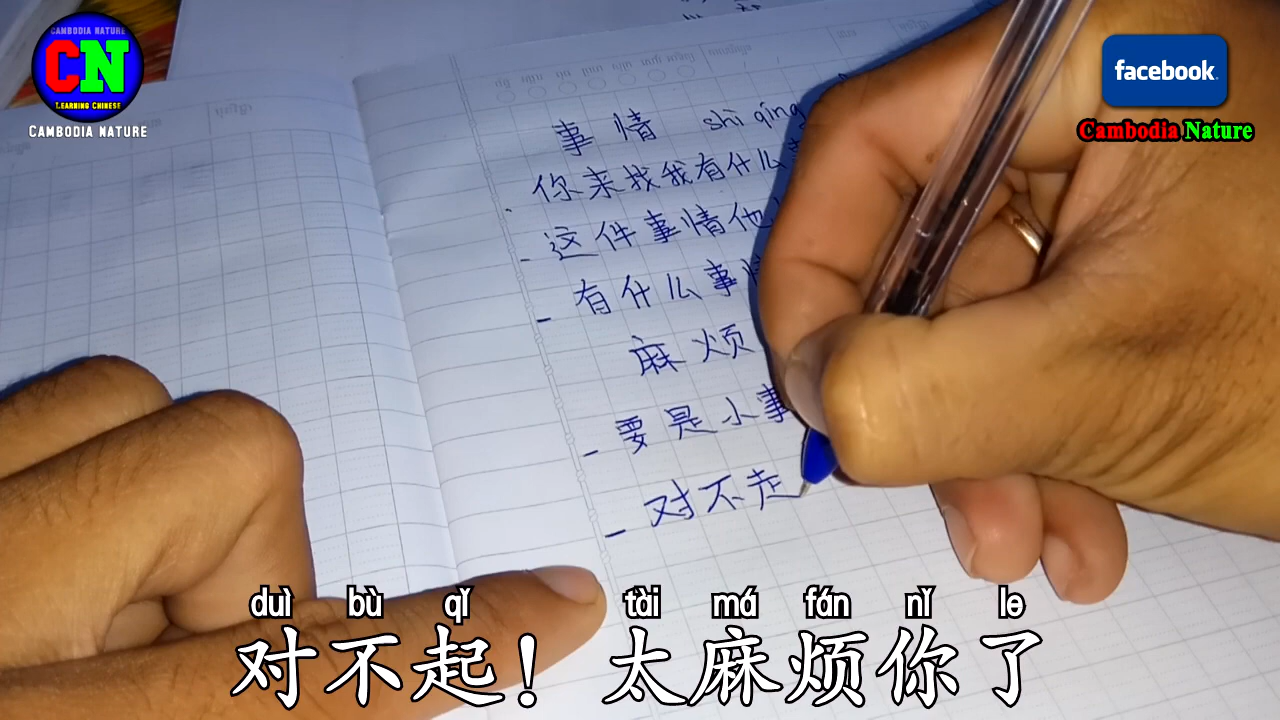 CAMBODIA NATURE
CN
LEARNING CHINESE
CAMBODIA NATURE
facebook
Cambodia Nature
事情 shì qíng
你来找我有什么
这件事情他
有什么事情
麻烦
要是小事
对不起
duì bù qǐ tài má fán nǐ le
对不起！太麻烦你了